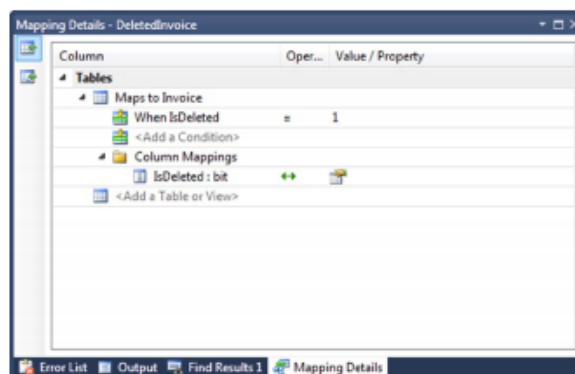 Mapping Details - DeletedInvoice
Column Oper... Value / Property
Tables
Maps to Invoice
When IsDeleted = 1
<Add a Condition>
Column Mappings
IsDeleted : bit
<Add a Table or View>
Error List Output Find Results 1 Mapping Details